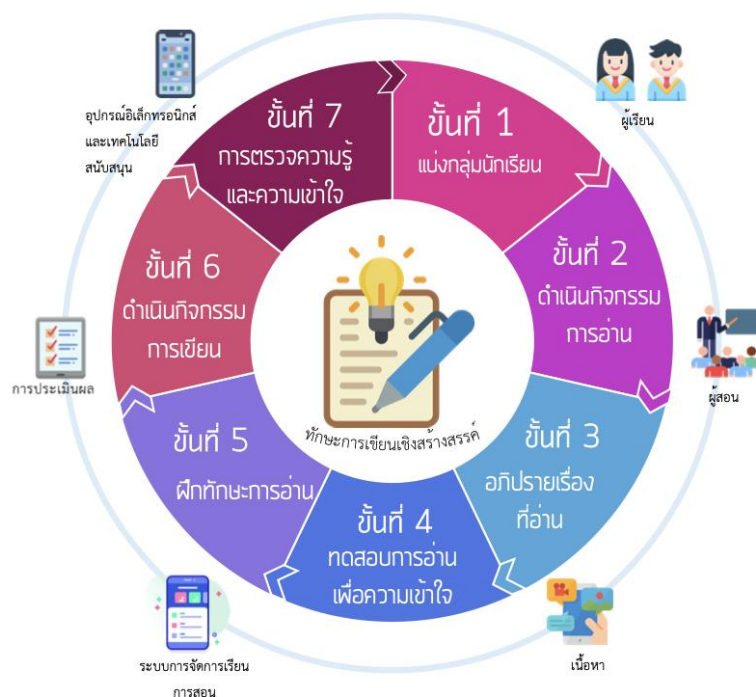 ขั้นที่ 1
แบ่งกลุ่มนักเรียน
ขั้นที่ 2
ดำเนินกิจกรรม
การอ่าน
ขั้นที่ 3
อภิปรายเรื่อง
ที่อ่าน
ขั้นที่ 4
ทดสอบการอ่าน
เพื่อความเข้าใจ
ขั้นที่ 5
ฝึกทักษะการอ่าน
ขั้นที่ 6
ดำเนินกิจกรรม
การเขียน
ขั้นที่ 7
การตรวจความรู้
และความเข้าใจ
ทักษะการเขียนเชิงสร้างสรรค์
ผู้เรียน
ผู้สอน
เนื้อหา
ระบบการจัดการเรียน
การสอน
การประเมินผล
อุปกรณ์อิเล็กทรอนิกส์
และเทคโนโลยี
สนับสนุน